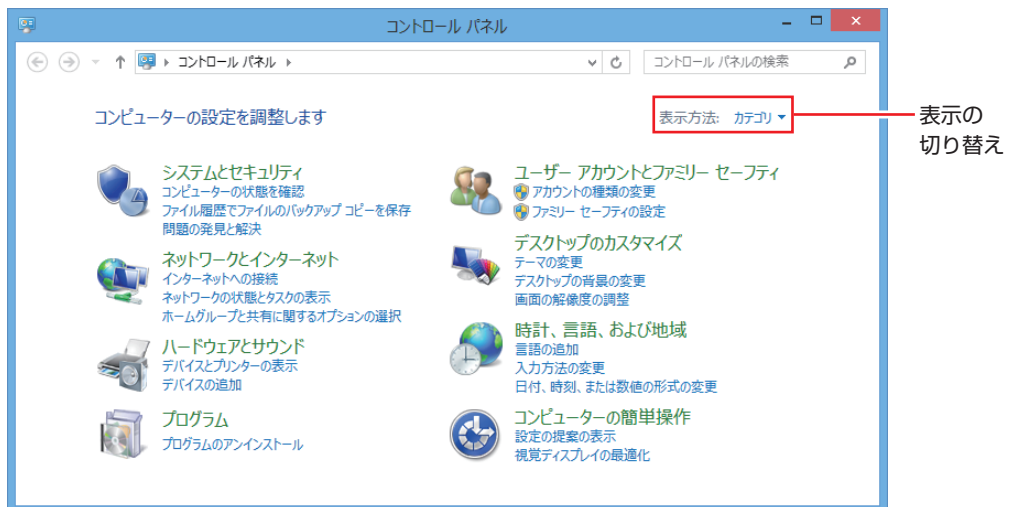 コントロール パネル
コントロール パネル
コントロール パネルの検索
コンピューターの設定を調整します
表示方法: カテゴリ
表示の
切り替え
システムとセキュリティ
コンピューターの状態を確認
ファイル履歴でファイルのバックアップ コピーを保存
問題の発見と解決
ネットワークとインターネット
インターネットへの接続
ネットワークの状態とタスクの表示
ホームグループと共有に関するオプションの選択
ハードウェアとサウンド
デバイスとプリンターの表示
デバイスの追加
プログラム
プログラムのアンインストール
ユーザー アカウントとファミリー セーフティ
アカウントの種類の変更
ファミリー セーフティの設定
デスクトップのカスタマイズ
テーマの変更
デスクトップの背景の変更
画面の解像度の調整
時計、言語、および地域
言語の追加
入力方法の変更
日付、時刻、または数値の形式の変更
コンピューターの簡単操作
設定の提案の表示
視覚ディスプレイの最適化